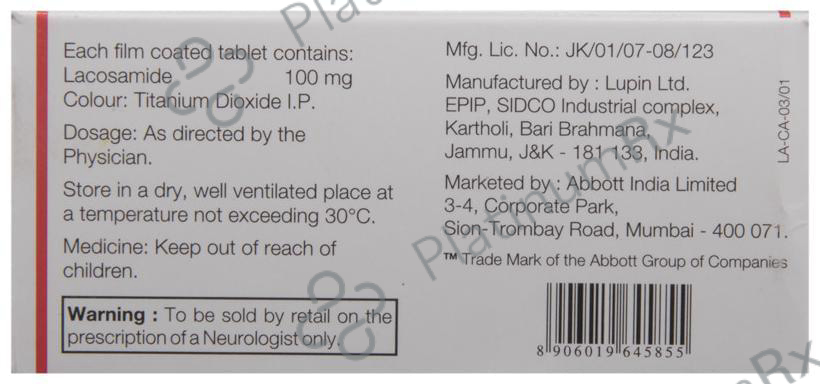 Each film coated tablet contains:
Lacosamide 100 mg
Colour: Titanium Dioxide I.P.
Dosage: As directed by the
Physician.
Store in a dry, well ventilated place at
a temperature not exceeding 30°C.
Medicine: Keep out of reach of
children.
Warning : To be sold by retail on the
prescription of a Neurologist only.
Mfg. Lic. No.: JK/01/07-08/123
Manufactured by : Lupin Ltd.
EPIP, SIDCO Industrial complex,
Kartholi, Bari Brahmana,
Jammu, J&K - 181 133, India.
Marketed by : Abbott India Limited
3-4, Corporate Park,
Sion-Trombay Road, Mumbai - 400 071.
™ Trade Mark of the Abbott Group of Companies
8 906019 645855
LA-CA-03/01
PlatinumRx